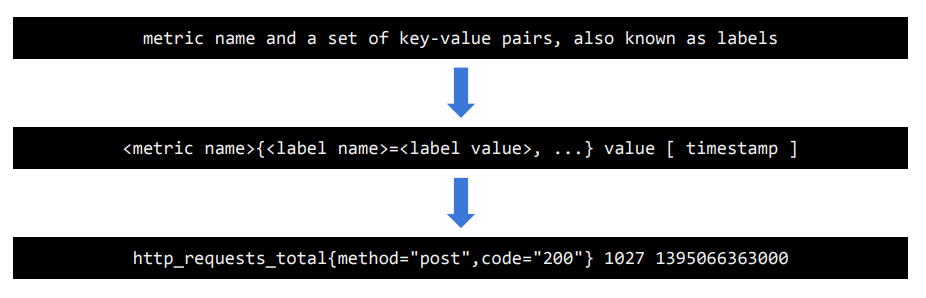 metric name and a set of key-value pairs, also known as labels
<metric name>{<label name>=<label value>, ...} value [ timestamp ]
http_requests_total{method="post",code="200"} 1027 1395066363000